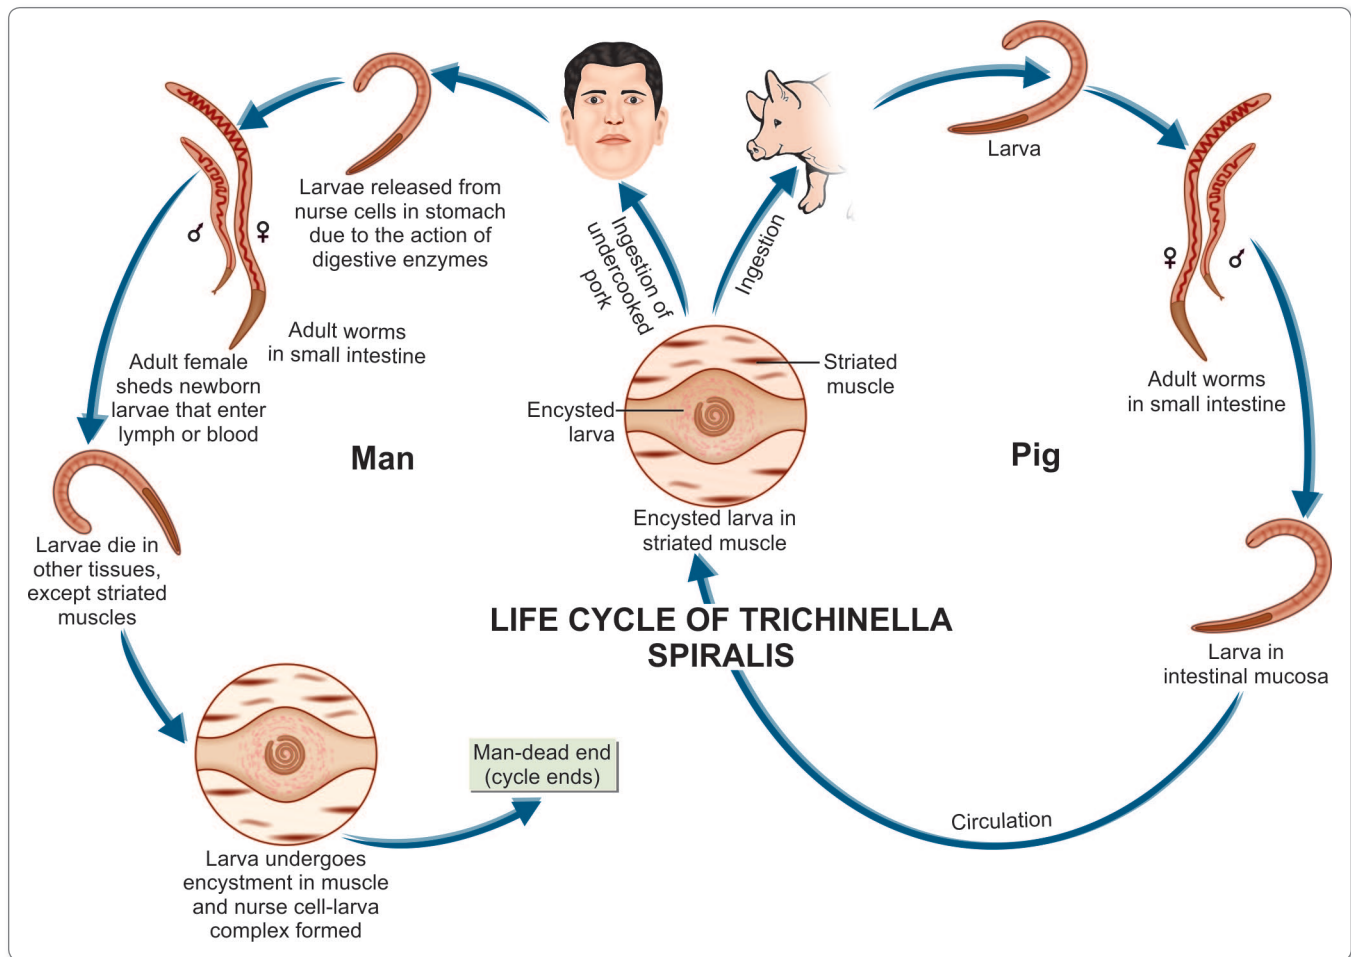 Larvae released from
nurse cells in stomach
due to the action of
digestive enzymes
♂
♀
Adult worms
in small intestine
Adult female
sheds newborn
larvae that enter
lymph or blood
Man
Larvae die in
other tissues,
except striated
muscles
Larva undergoes
encystment in muscle
and nurse cell-larva
complex formed
Man-dead end
(cycle ends)
Ingestion of
undercooked
pork
Ingestion
Striated
muscle
Encysted
larva
Encysted larva in
striated muscle
LIFE CYCLE OF TRICHINELLA
SPIRALIS
Larva
♀
♂
Adult worms
in small intestine
Pig
Larva in
intestinal mucosa
Circulation